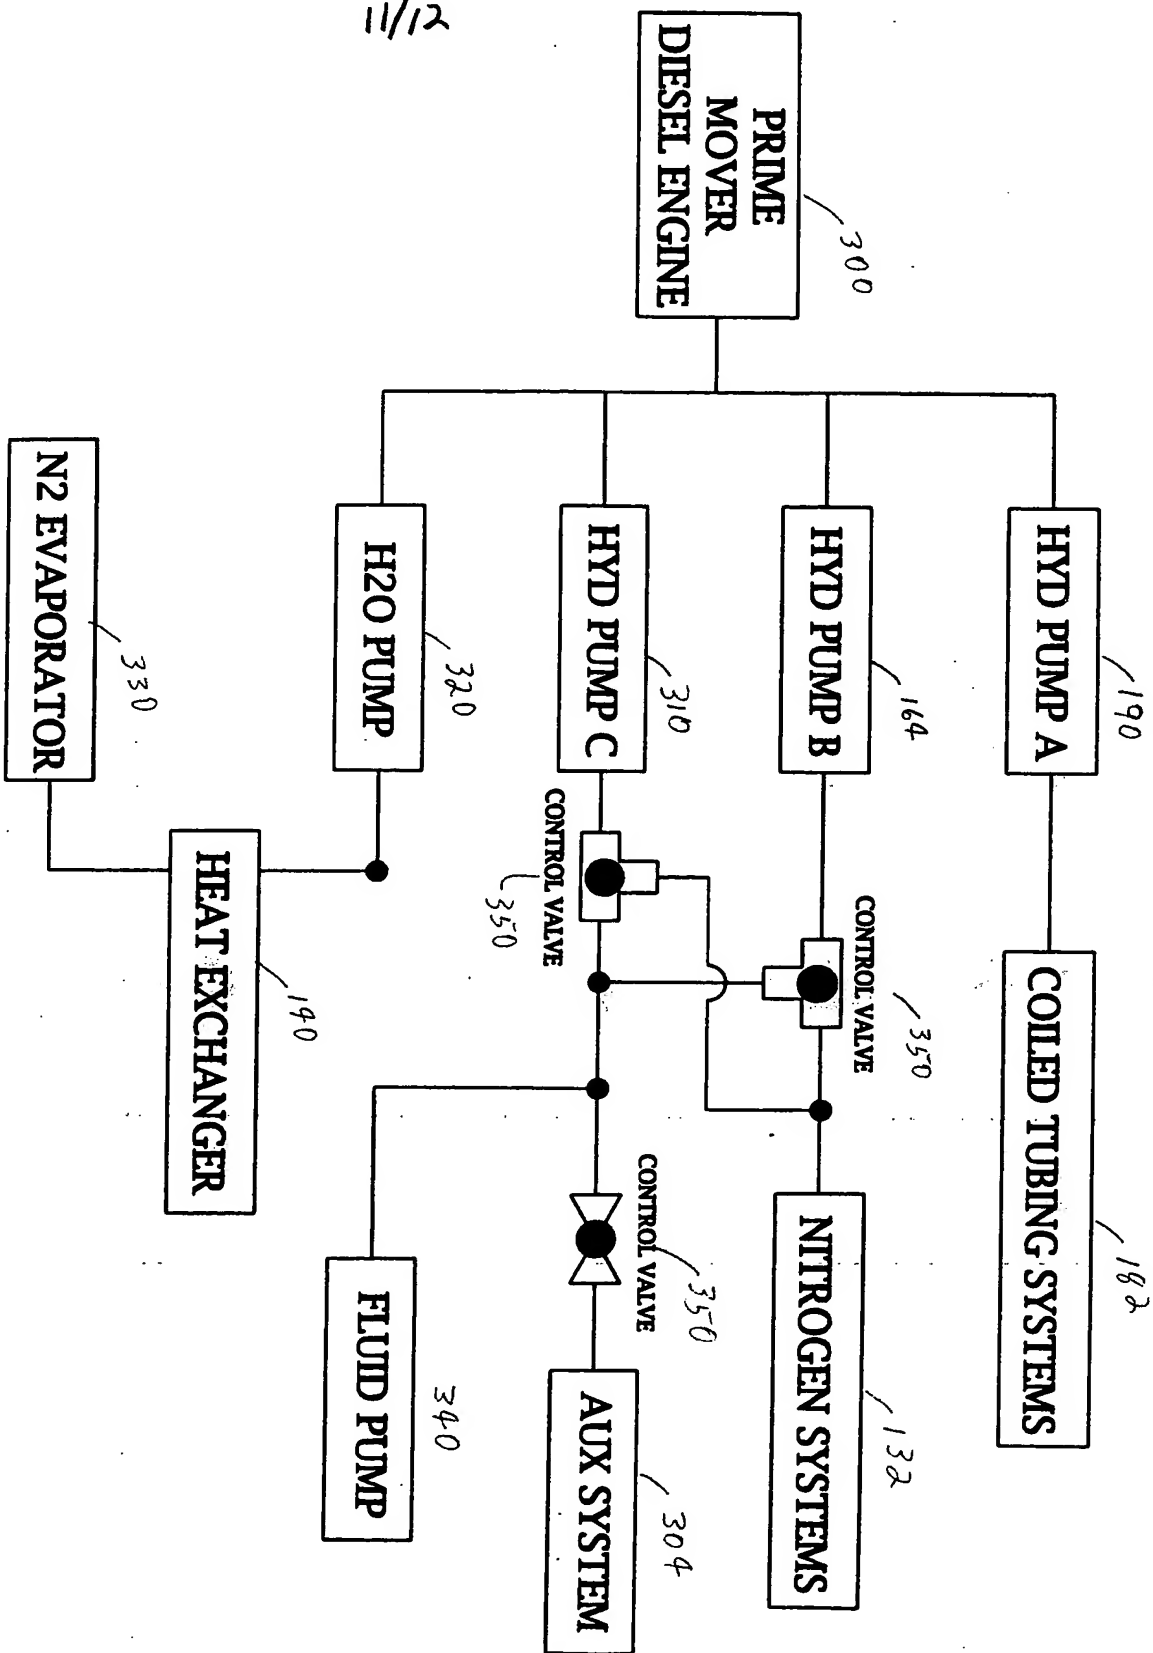 11/12
PRIME
MOVER
DIESEL ENGINE
300
HYD PUMP A
190
COILED TUBING SYSTEMS
182
HYD PUMP B
164
CONTROL VALVE
350
NITROGEN SYSTEMS
132
HYD PUMP C
310
CONTROL VALVE
350
CONTROL VALVE
350
AUX SYSTEM
304
H2O PUMP
320
FLUID PUMP
340
HEAT EXCHANGER
140
N2 EVAPORATOR
330